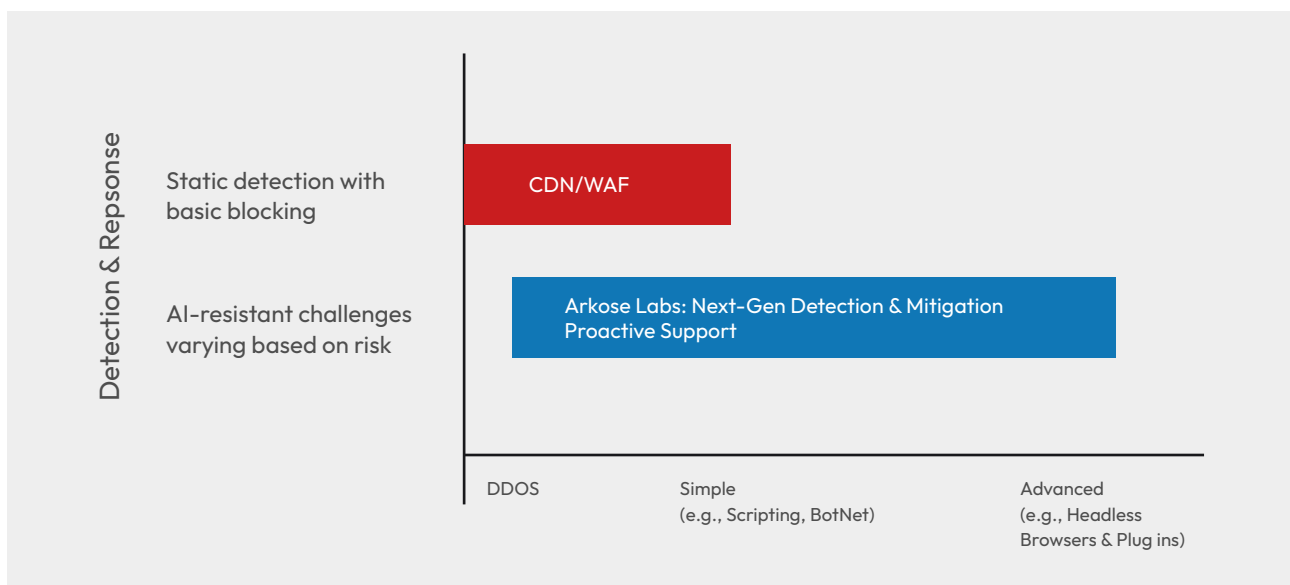 Detection & Repsonse
Static detection with
basic blocking
CDN/WAF
AI-resistant challenges
varying based on risk
Arkose Labs: Next-Gen Detection & Mitigation
Proactive Support
DDOS
Simple
(e.g., Scripting, BotNet)
Advanced
(e.g., Headless
Browsers & Plug ins)